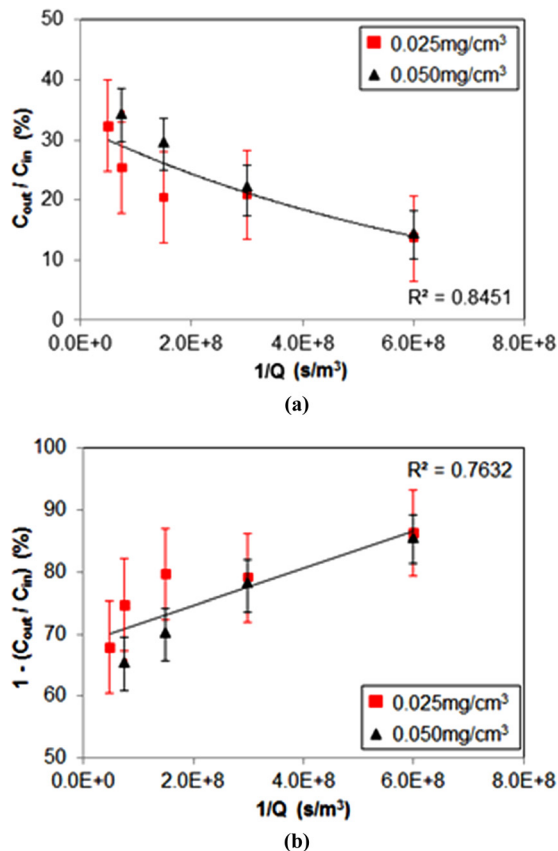 50
40
30
20
10
0
C_out / C_in (%)
0.025mg/cm³
0.050mg/cm³
R² = 0.8451
0.0E+0 2.0E+8 4.0E+8 6.0E+8 8.0E+8
1/Q (s/m³)
(a)
100
90
80
70
60
50
1 - (C_out / C_in) (%)
R² = 0.7632
0.025mg/cm³
0.050mg/cm³
0.0E+0 2.0E+8 4.0E+8 6.0E+8 8.0E+8
1/Q (s/m³)
(b)